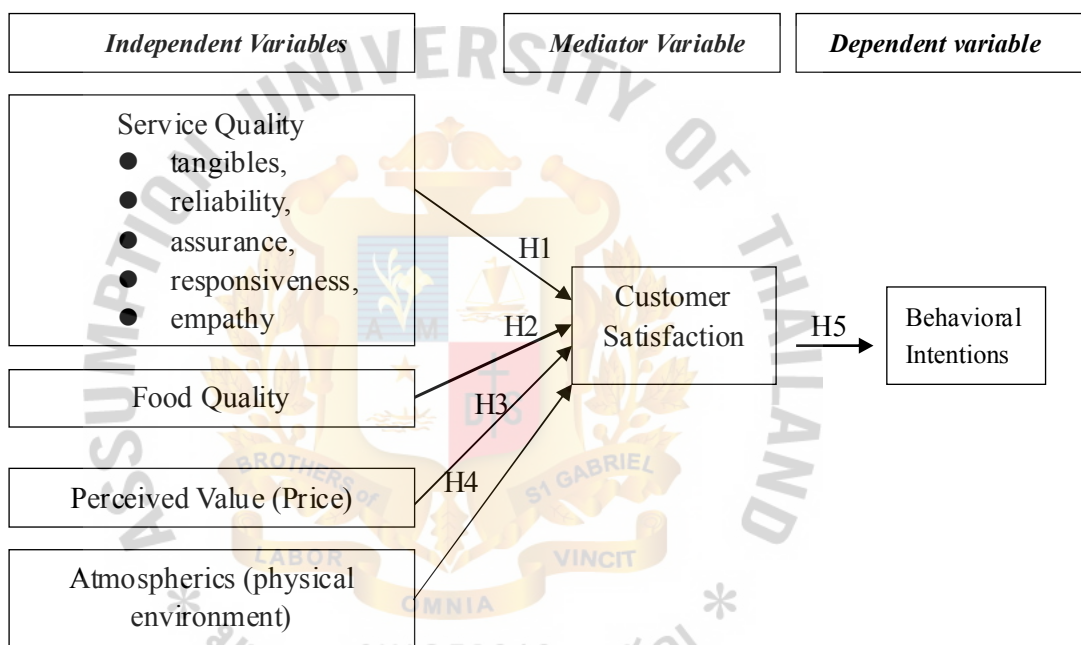 Independent Variables
Mediator Variable
Dependent variable
Service Quality
● tangibles,
● reliability,
● assurance,
● responsiveness,
● empathy
Food Quality
Perceived Value (Price)
Atmospherics (physical
environment)
H1
H2
H3
H4
Customer
Satisfaction
H5
Behavioral
Intentions
ASSUMPTION UNIVERSITY OF THAILAND
A M
D G
BROTHERS of
S1 GABRIEL
LABOR
VINCIT
OMNIA